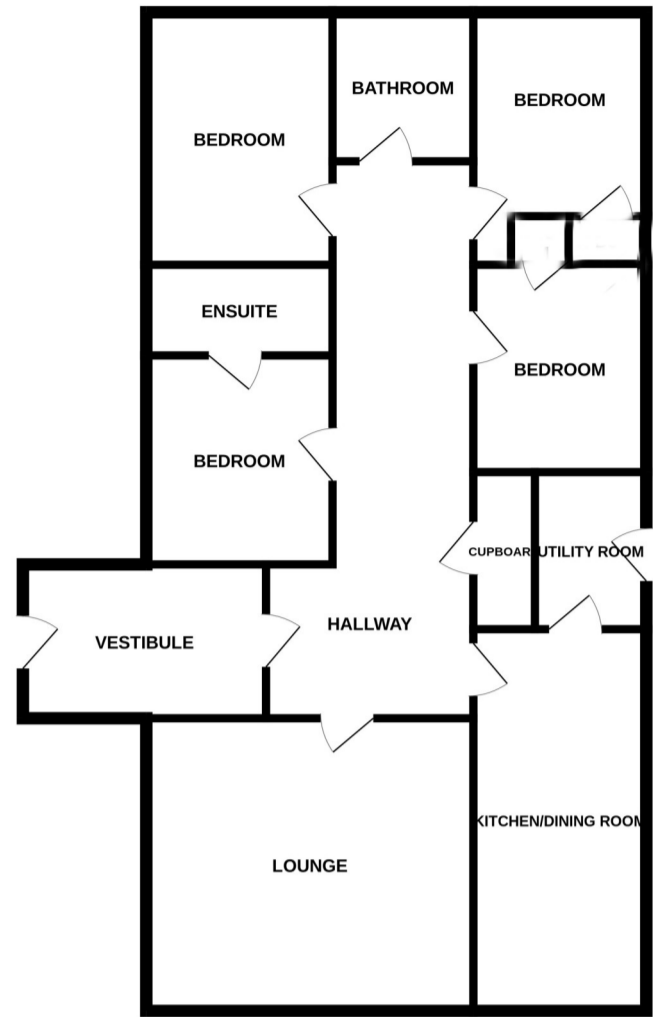 BATHROOM
BEDROOM
BEDROOM
ENSUITE
BEDROOM
BEDROOM
CUPBOAR
UTILITY ROOM
HALLWAY
VESTIBULE
KITCHEN/DINING ROOM
LOUNGE